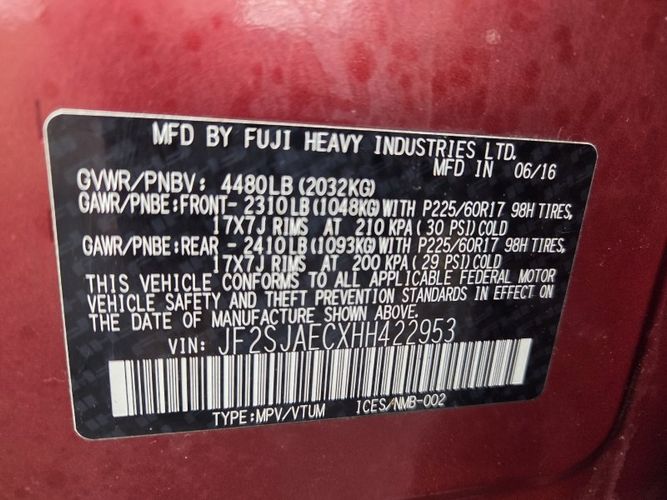 MFD BY FUJI HEAVY INDUSTRIES LTD.
MFD IN 06/16
GVWR/PNBV: 4480LB(2032KG)
GAWR/PNBE:FRONT-2310LB(1048KG)WITH P225/60R17 98H TIRES,
17X7J RIMS AT 210 KPA(30 PSI)COLD
GAWR/PNBE:REAR -2410LB(1093KG)WITH P225/60R17 98H TIRES,
17X7J RIMS AT 200 KPA(29 PSI)COLD
THIS VEHICLE CONFORMS TO ALL APPLICABLE FEDERAL MOTOR
VEHICLE SAFETY AND THEFT PREVENTION STANDARDS IN EFFECT ON
THE DATE OF MANUFACTURE SHOWN ABOVE.
VIN: JF2SJAECXHH422953
TYPE:MPV/VTUM ICES/NMB-002